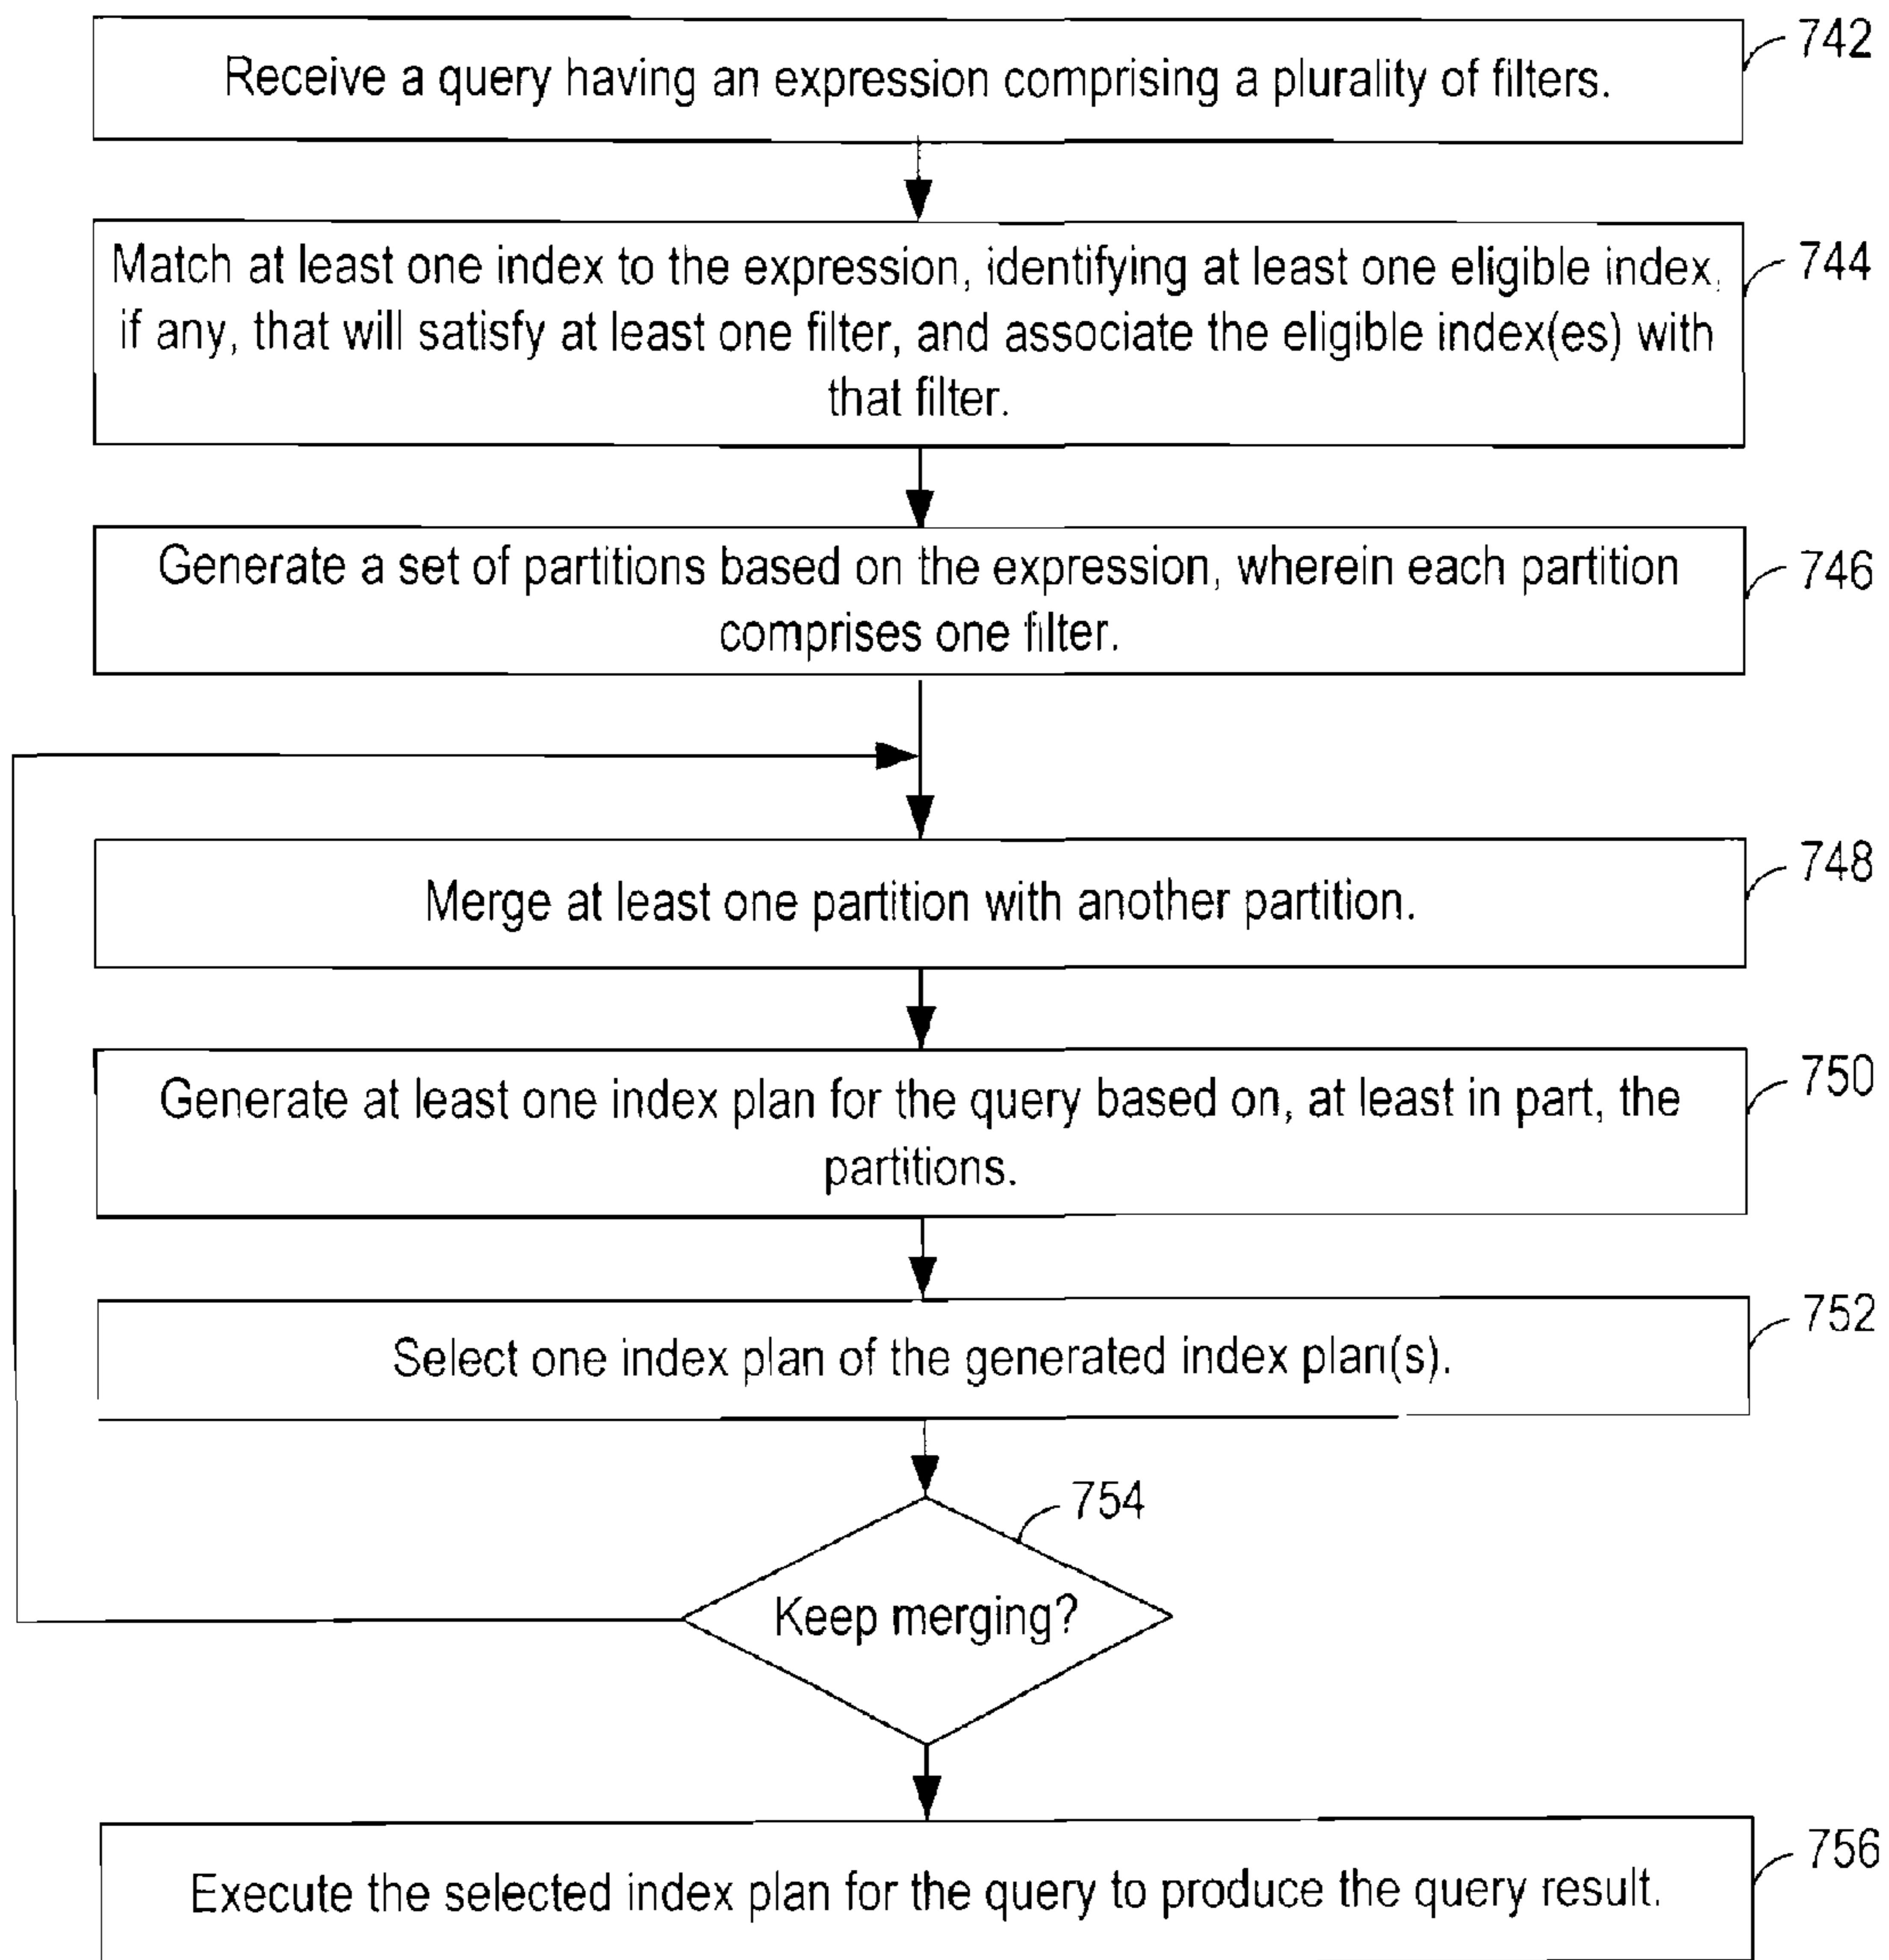 Receive a query having an expression comprising a plurality of filters.
742
Match at least one index to the expression, identifying at least one eligible index,
if any, that will satisfy at least one filter, and associate the eligible index(es) with
that filter.
744
Generate a set of partitions based on the expression, wherein each partition
comprises one filter.
746
Merge at least one partition with another partition.
748
Generate at least one index plan for the query based on, at least in part, the
partitions.
750
Select one index plan of the generated index plan(s).
752
754
Keep merging?
Execute the selected index plan for the query to produce the query result.
756